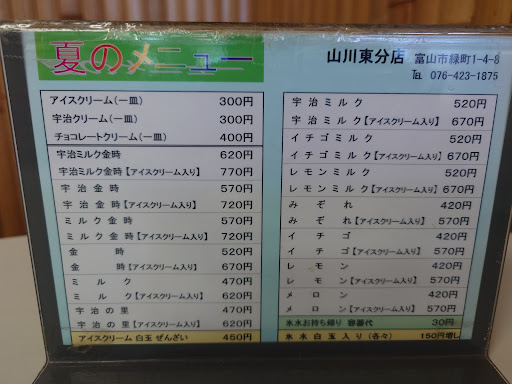 夏のメニュー
山川東分店 富山市緑町1-4-8
℡ 076-423-1875
アイスクリーム(一皿) 300円
宇治クリーム(一皿) 300円
チョコレートクリーム(一皿) 400円
宇治ミルク金時 620円
宇治ミルク金時【アイスクリーム入り】 770円
宇治金時 570円
宇治金時【アイスクリーム入り】 720円
ミルク金時 570円
ミルク金時【アイスクリーム入り】 720円
金時 520円
金時【アイスクリーム入り】 670円
ミルク 470円
ミルク【アイスクリーム入り】 620円
宇治の里 470円
宇治の里【アイスクリーム入り】 620円
アイスクリーム 白玉 ぜんざい 450円
宇治ミルク 520円
宇治ミルク【アイスクリーム入り】 670円
イチゴミルク 520円
イチゴミルク【アイスクリーム入り】 670円
レモンミルク 520円
レモンミルク【アイスクリーム入り】 670円
みぞれ 420円
みぞれ【アイスクリーム入り】 570円
イチゴ 420円
イチゴ【アイスクリーム入り】 570円
レモン 420円
レモン【アイスクリーム入り】 570円
メロン 420円
メロン【アイスクリーム入り】 570円
氷水お持ち帰り 容器代 30円
氷水白玉入り(各々) 150円増し